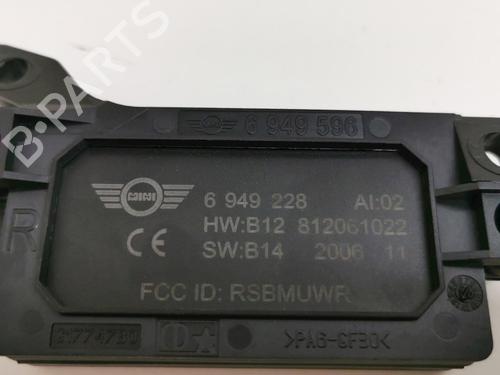 B-PARTS
6 949 596
MINI
6 949 228 AI:02
HW:B12 812061022
R
CE
SW:B14 2006 11
FCC ID: RSBMUWR
>PA6-GF30<